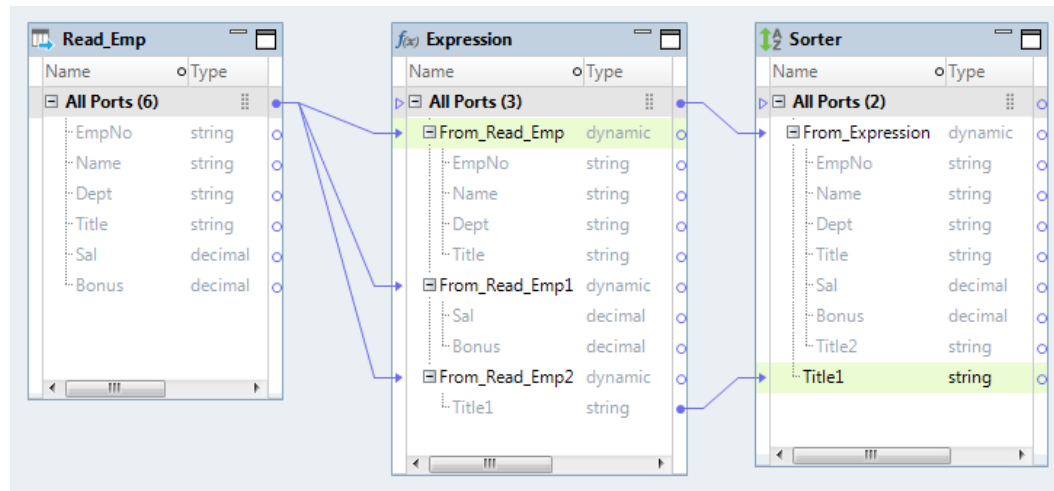 Read_Emp
Name Type
All Ports (6)
EmpNo string
Name string
Dept string
Title string
Sal decimal
Bonus decimal
f(x) Expression
Name Type
All Ports (3)
From_Read_Emp dynamic
EmpNo string
Name string
Dept string
Title string
From_Read_Emp1 dynamic
Sal decimal
Bonus decimal
From_Read_Emp2 dynamic
Title1 string
A Z Sorter
Name Type
All Ports (2)
From_Expression dynamic
EmpNo string
Name string
Dept string
Title string
Sal decimal
Bonus decimal
Title2 string
Title1 string